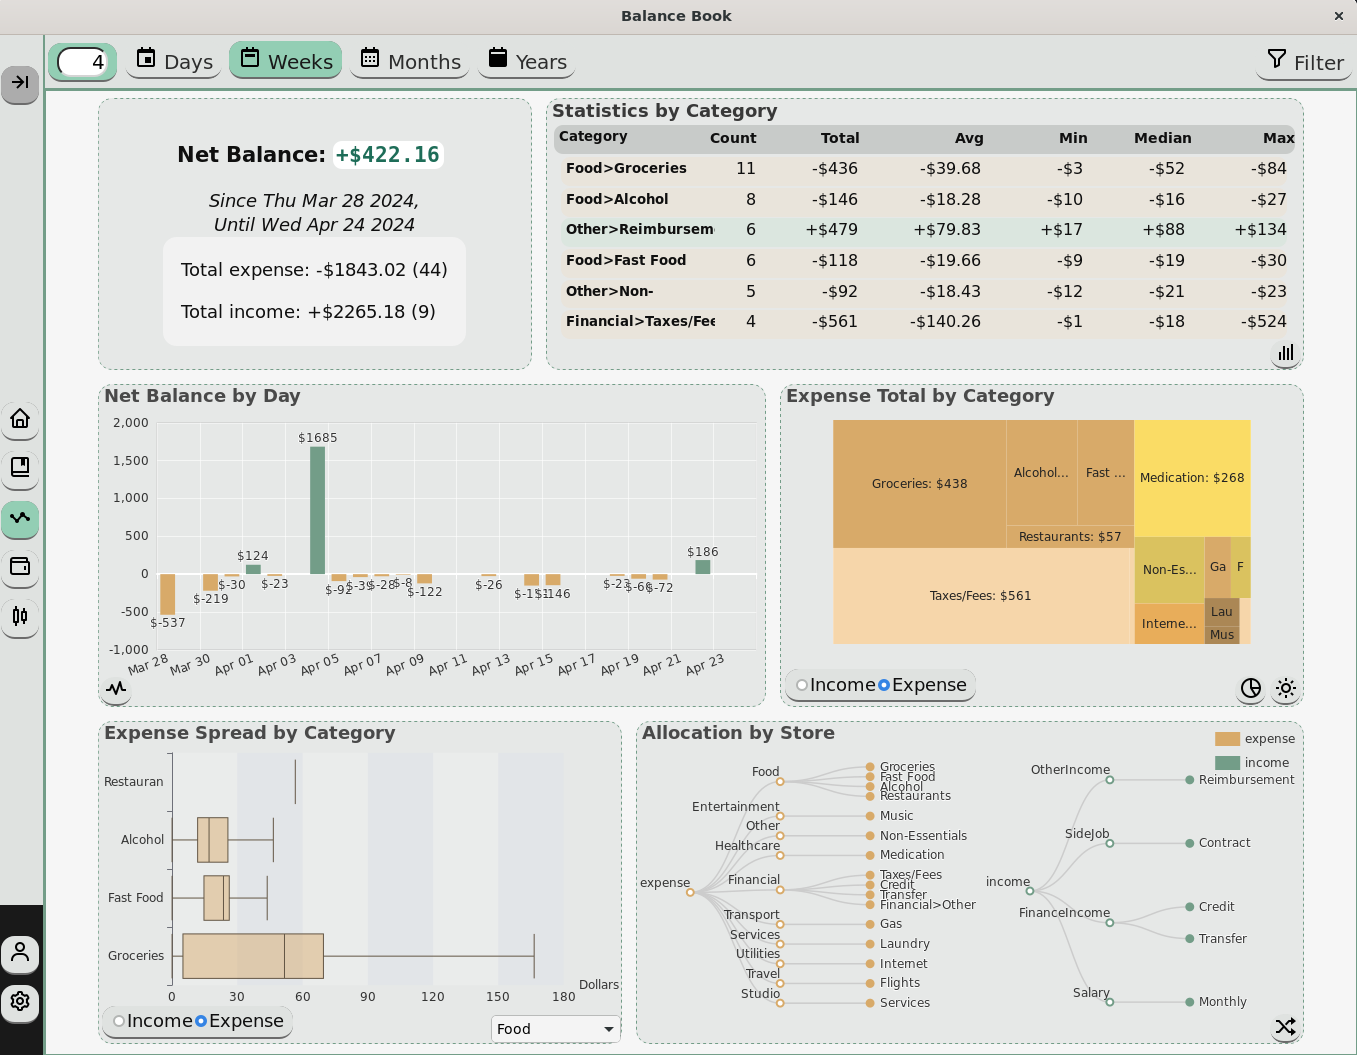 Balance Book
4 Days Weeks Months Years Filter
Net Balance: +$422.16
Since Thu Mar 28 2024,
Until Wed Apr 24 2024
Total expense: -$1843.02 (44)
Total income: +$2265.18 (9)
Statistics by Category
Category Count Total Avg Min Median Max
Food>Groceries 11 -$436 -$39.68 -$3 -$52 -$84
Food>Alcohol 8 -$146 -$18.28 -$10 -$16 -$27
Other>Reimbursem 6 +$479 +$79.83 +$17 +$88 +$134
Food>Fast Food 6 -$118 -$19.66 -$9 -$19 -$30
Other>Non- 5 -$92 -$18.43 -$12 -$21 -$23
Financial>Taxes/Fee 4 -$561 -$140.26 -$1 -$18 -$524
Net Balance by Day
2,000
1,500
1,000
500
0
-500
-1,000
$-537
$-219
$-30
$124
$-23
$1685
$-92
$-28
$-8
$-122
$-26
$146
$-23
$-72
Mar 28 Mar 30 Apr 01 Apr 03 Apr 05 Apr 07 Apr 09 Apr 11 Apr 13 Apr 15 Apr 17 Apr 19 Apr 21 Apr 23
Expense Total by Category
Groceries: $438
Alcohol...
Fast ...
Restaurants: $57
Taxes/Fees: $561
Medication: $268
Non-Es...
Ga
F
Interne...
Lau
Mus
Income Expense
Expense Spread by Category
Restauran
Alcohol
Fast Food
Groceries
0 30 60 90 120 150 180
Dollars
Income Expense
Food
Allocation by Store
expense
income
expense
Food
Entertainment
Other
Healthcare
Financial
Transport
Services
Utilities
Travel
Studio
Groceries
Fast Food
Alcohol
Restaurants
Music
Non-Essentials
Medication
Taxes/Fees
Credit
Transfer
Financial>Other
Gas
Laundry
Internet
Flights
Services
income
OtherIncome
SideJob
FinanceIncome
Salary
Reimbursement
Contract
Credit
Transfer
Monthly